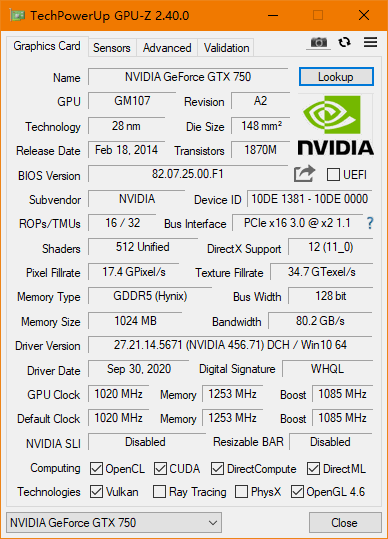 TechPowerUp GPU-Z 2.40.0
Graphics Card Sensors Advanced Validation
Name NVIDIA GeForce GTX 750 Lookup
GPU GM107 Revision A2
Technology 28 nm Die Size 148 mm²
Release Date Feb 18, 2014 Transistors 1870M
NVIDIA
BIOS Version 82.07.25.00.F1 UEFI
Subvendor NVIDIA Device ID 10DE 1381 - 10DE 0000
ROPs/TMUs 16 / 32 Bus Interface PCIe x16 3.0 @ x2 1.1 ?
Shaders 512 Unified DirectX Support 12 (11_0)
Pixel Fillrate 17.4 GPixel/s Texture Fillrate 34.7 GTexel/s
Memory Type GDDR5 (Hynix) Bus Width 128 bit
Memory Size 1024 MB Bandwidth 80.2 GB/s
Driver Version 27.21.14.5671 (NVIDIA 456.71) DCH / Win10 64
Driver Date Sep 30, 2020 Digital Signature WHQL
GPU Clock 1020 MHz Memory 1253 MHz Boost 1085 MHz
Default Clock 1020 MHz Memory 1253 MHz Boost 1085 MHz
NVIDIA SLI Disabled Resizable BAR Disabled
Computing OpenCL CUDA DirectCompute DirectML
Technologies Vulkan Ray Tracing PhysX OpenGL 4.6
NVIDIA GeForce GTX 750 Close